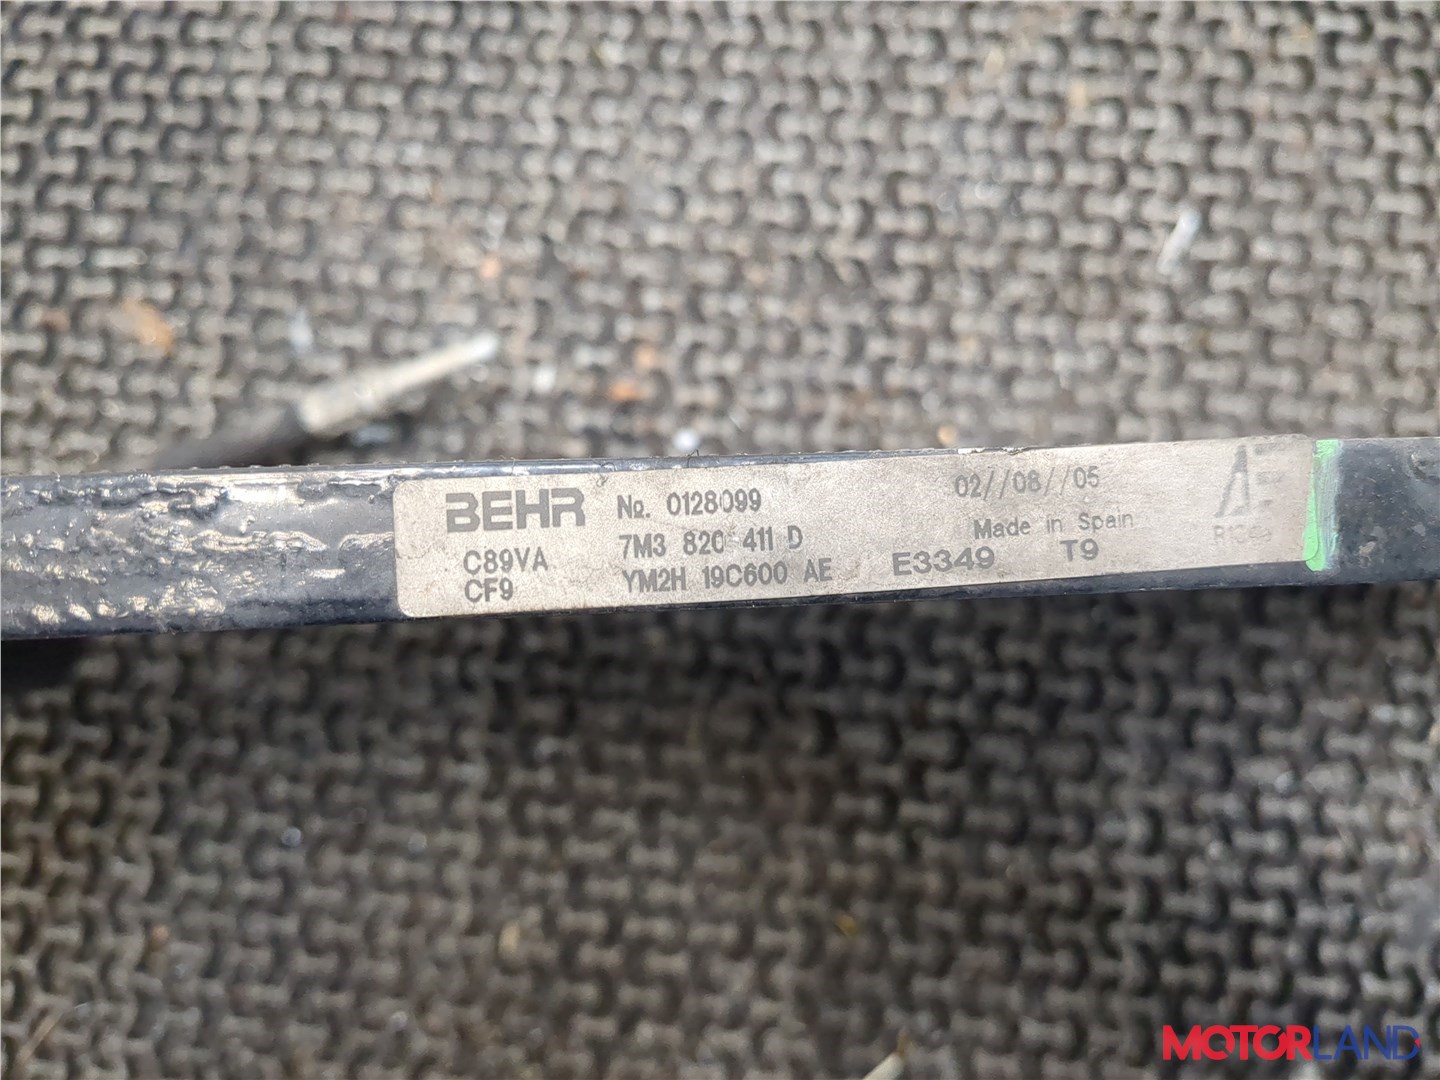 BEHR No. 0128099 02//08//05
7M3 820 411 D Made in Spain
C89VA YM2H 19C600 AE E3349 T9
CF9
MOTORLAND